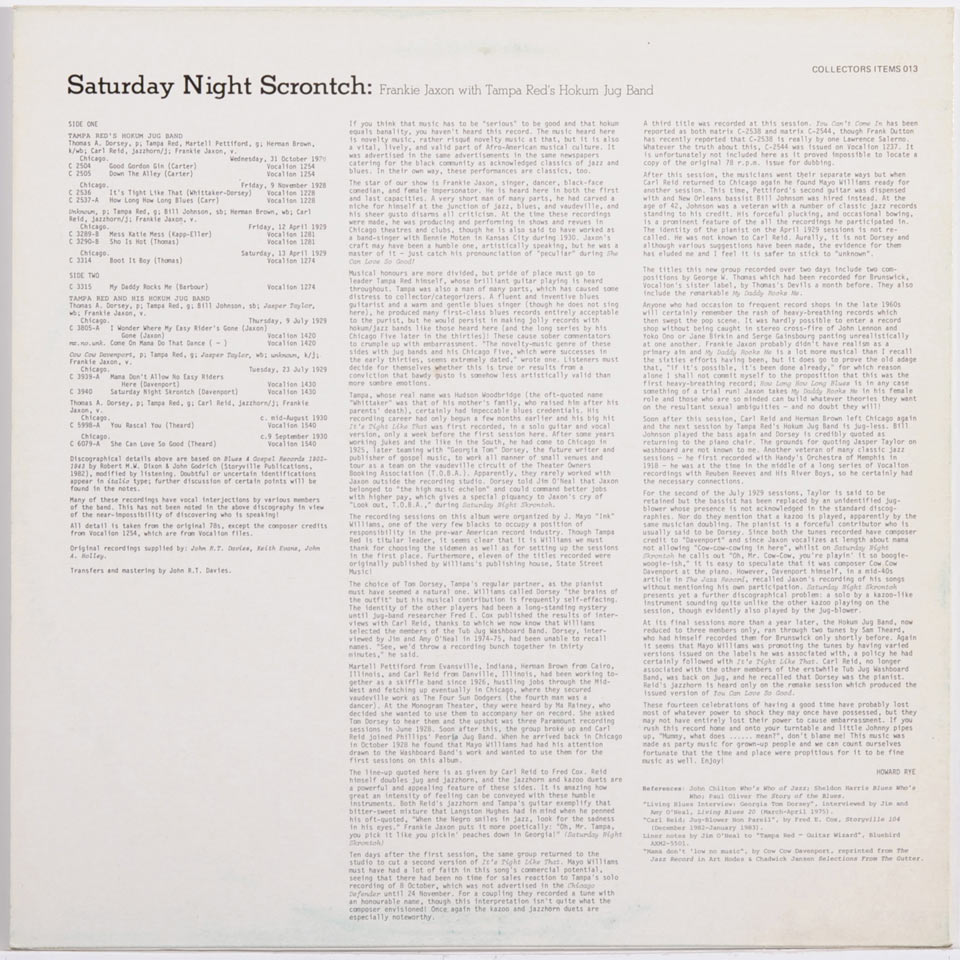 COLLECTORS ITEMS 013
Saturday Night Scrontch: Frankie Jaxon with Tampa Red's Hokum Jug Band
SIDE ONE
TAMPA RED'S HOKUM JUG BAND
Thomas A. Dorsey, p; Tampa Red, g; Martell Pettiford, g; Herman Brown,
k/wb; Carl Reid, jazzhorn/j; Frankie Jaxon, v.
Chicago. Wednesday, 31 October
C 2504 Good Gordon Gin (Carter) Vocalion 1254
C 2505 Down The Alley (Carter) Vocalion 1254
Chicago. Friday, 9 November 1928
C 2536 It's Tight Like That (Whittaker-Dorsey) Vocalion 1228
C 2537-A How Long How Long Blues (Carr) Vocalion 1228
Unknown, p; Tampa Red, g; Bill Johnson, sb; Herman Brown, wb; Carl
Reid, jazzhorn/j; Frankie Jaxon, v.
Chicago. Friday, 12 April 1929
C 3289-B Mess Katie Mess (Kapp-Eller) Vocalion 1281
C 3290-B She Is Hot (Thomas) Vocalion 1281
Chicago. Saturday, 13 April 1929
C 3314 Boot It Boy (Thomas) Vocalion 1274
SIDE TWO
C 3315 My Daddy Rocks Me (Barbour) Vocalion 1274
TAMPA RED AND HIS HOKUM JUG BAND
Thomas A. Dorsey, p; Tampa Red, g; Bill Johnson, sb; Jasper Taylor,
wb; Frankie Jaxon, v.
Chicago. Thursday, 9 July 1929
C 3805-A I Wonder Where My Easy Rider's Gone (Jaxon)
Gone (Jaxon) Vocalion 1420
mx.no.unk. Come On Mama Do That Dance ( - ) Vocalion 1420
Cow Cow Davenport, p; Tampa Red, g; Jasper Taylor, wb; unknown, k/j;
Frankie Jaxon, v.
Chicago. Tuesday, 23 July 1929
C 3939-A Mama Don't Allow No Easy Riders
Here (Davenport) Vocalion 1430
C 3940 Saturday Night Scrontch (Davenport) Vocalion 1430
Thomas A. Dorsey, p; Tampa Red, g; Carl Reid, jazzhorn/j; Frankie
Jaxon, v.
Chicago. c. mid-August 1930
C 5998-A You Rascal You (Theard) Vocalion 1540
Chicago. c.9 September 1930
C 6079-A She Can Love So Good (Theard) Vocalion 1540
Discographical details above are based on Blues & Gospel Records 1902-
1943 by Robert M.W. Dixon & John Godrich (Storyville Publications,
1982), modified by listening. Doubtful or uncertain identifications
appear in italic type; further discussion of certain points will be
found in the notes.
Many of these recordings have vocal interjections by various members
of the band. This has not been noted in the above discography in view
of the near-impossibility of discovering who is speaking!
All detail is taken from the original 78s, except the composer credits
from Vocalion 1254, which are from Vocalion files.
Original recordings supplied by: John R.T. Davies, Keith Evans, John
Transfers and mastering by John R.T. Davies.
If you think that music has to be "serious" to be good and that hokum
equals banality, you haven't heard this record. The music heard here
is novelty music, rather risqué novelty music at that, but it is also
a vital, lively, and valid part of Afro-American musical culture. It
was advertised in the same advertisements in the same newspapers
catering for the black community as acknowledged classics of jazz and
blues. In their own way, these performances are classics, too.
The star of our show is Frankie Jaxon, singer, dancer, black-face
comedian, and female impersonator. He is heard in both the first
and last capacities. A very short man of many parts, he had carved a
niche for himself at the junction of jazz, blues, and vaudeville, and
his sheer gusto disarms all criticism. At the time these recordings
were made, he was producing and performing in shows and revues in
Chicago theatres and clubs, though he is also said to have worked as
a band-singer with Bennie Moten in Kansas City during 1930. Jaxon's
craft may have been a humble one, artistically speaking, but he was a
master of it - just catch his pronounciation of "peculiar" during She
Can Love So Good!
Musical honours are more divided, but pride of place must go to
leader Tampa Red himself, whose brilliant guitar playing is heard
throughout. Tampa was also a man of many parts, which has caused some
distress to collector/categorizers. A fluent and inventive blues
guitarist and a warm and gentle blues singer (though he does not sing
here), he produced many first-class blues records entirely acceptable
to the purist, but he would persist in making jolly records with
hokum/jazz bands like those heard here (and the long series by his
Chicago Five later in the thirties)! These cause sober commentators
to crumple up with embarrassment. "The novelty-music genre of these
sides with jug bands and his Chicago Five, which were successes in
the early thirties, seems extremely dated," wrote one. Listeners must
decide for themselves whether this is true or results from a
conviction that bawdy gusto is somehow less artistically valid than
more sombre emotions.
Tampa, whose real name was Hudson Woodbridge (the oft-quoted name
"Whittaker" was that of his mother's family, who raised him after his
parents' death), certainly had impeccable blues credentials. His
recording career had only begun a few months earlier and his big hit
It's Tight Like That was first recorded, in a solo guitar and vocal
version, only a week before the first session here. After some years
working Jukes and the like in the South, he had come to Chicago in
1925, later teaming with "Georgia Tom" Dorsey, the future writer and
publisher of gospel music, to work all manner of small venues and
tour as a team on the vaudeville circuit of the Theater Owners
Booking Association (T.O.B.A.). Apparently, they rarely worked with
Jaxon outside the recording studio. Dorsey told Jim O'Neal that Jaxon
belonged to "the high music echelon" and could command better jobs
with higher pay, which gives a special piquancy to Jaxon's cry of
"Look out, T.O.B.A.," during Saturday Night Skrontch.
The recording sessions on this album were organized by J. Mayo "Ink"
Williams, one of the very few blacks to occupy a position of
responsibility in the pre-war American record industry. Though Tampa
Red is titular leader, it seems clear that it is Williams we must
thank for choosing the sidemen as well as for setting up the sessions
in the first place. Furthermore, eleven of the titles recorded were
originally published by Williams's publishing house, State Street
Music!
The choice of Tom Dorsey, Tampa's regular partner, as the pianist
must have seemed a natural one. Williams called Dorsey "the brains of
the outfit" but his musical contribution is frequently self-effacing.
The identity of the other players had been a long-standing mystery
until jug-band researcher Fred E. Cox published the results of inter-
views with Carl Reid, thanks to which we now know that Williams
selected the members of the Tub Jug Washboard Band. Dorsey, inter-
viewed by Jim and Amy O'Neal in 1974-75, had been unable to recall
names. "See, we'd throw a recording bunch together in thirty
minutes," he said.
Martell Pettiford from Evansville, Indiana, Herman Brown from Cairo,
Illinois, and Carl Reid from Danville, Illinois, had been working to-
gether as a skiffle band since 1926, hustling jobs through the Mid-
West and fetching up eventually in Chicago, where they secured
vaudeville work as The Four Sun Dodgers (the fourth man was a
dancer). At the Monogram Theater, they were heard by Ma Rainey, who
decided she wanted to use them to accompany her on record. She asked
Tom Dorsey to hear them and the upshot was three Paramount recording
sessions in June 1928. Soon after this, the group broke up and Carl
Reid joined Phillips' Peoria Jug Band. When he arrived back in Chicago
in October 1928 he found that Mayo Williams had had his attention
drawn to the Washboard Band's work and wanted to use them for the
first sessions on this album.
The line-up quoted here is as given by Carl Reid to Fred Cox. Reid
himself doubles jug and jazzhorn, and the jazzhorn and kazoo duets are
a powerful and appealing feature of these sides. It is amazing how
great an intensity of feeling can be conveyed with these humble
instruments. Both Reid's jazzhorn and Tampa's guitar exemplify that
bitter-sweet mixture that Langston Hughes had in mind when he penned
his oft-quoted, "When the Negro smiles in jazz, look for the sadness
in his eyes." Frankie Jaxon puts it more poetically: "Oh, Mr. Tampa,
you pick it like you pickin' peaches down in Georgia!" (Saturday Night
Skrontch)
Ten days after the first session, the same group returned to the
studio to cut a second version of It's Tight Like That. Mayo Williams
must have had a lot of faith in this song's commercial potential,
seeing that there had been no time for sales reaction to Tampa's solo
recording of 8 October, which was not advertised in the Chicago
Defender until 24 November. For a coupling they recorded a tune with
an honourable name, though this interpretation isn't quite what the
composer envisioned! Once again the kazoo and jazzhorn duets are
especially noteworthy.
A third title was recorded at this session. You Can't Come In has been
reported as both matrix C-2538 and matrix C-2544, though Frank Dutton
has recently reported that C-2538 is really by one Lawrence Salerno.
Whatever the truth about this, C-2544 was issued on Vocalion 1237. It
is unfortunately not included here as it proved impossible to locate a
copy of the original 78 r.p.m. issue for dubbing.
After this session, the musicians went their separate ways but when
Carl Reid returned to Chicago again he found Mayo Williams ready for
another session. This time, Pettiford's second guitar was dispensed
with and New Orleans bassist Bill Johnson was hired instead. At the
age of 42, Johnson was a veteran with a number of classic jazz records
standing to his credit. His forceful plucking, and occasional bowing,
is a prominent feature of the all the recordings he participated in.
The identity of the pianist on the April 1929 sessions is not re-
called. He was not known to Carl Reid. Aurally, it is not Dorsey and
although various suggestions have been made, the evidence for them
has eluded me and I feel it is safer to stick to "unknown".
The titles this new group recorded over two days include two com-
positions by George W. Thomas which had been recorded for Brunswick,
Vocalion's sister label, by Thomas's Devils a month before. They also
include the remarkable My Daddy Rocks Me.
Anyone who had occasion to frequent record shops in the late 1960s
will certainly remember the rash of heavy-breathing records which
then swept the pop scene. It was hardly possible to enter a record
shop without being caught in stereo cross-fire of John Lennon and
Yoko Ono or Jane Birkin and Serge Gainsbourg panting unrealistically
at one another. Frankie Jaxon probably didn't have realism as a
primary aim and My Daddy Rocks Me is a lot more musical than I recall
the sixties efforts having been, but it does go to prove the old adage
that, "if it's possible, it's been done already," for which reason
alone I shall not commit myself to the proposition that this was the
first heavy-breathing record; How Long How Long Blues is in any case
something of a trial run! Jaxon takes My Daddy Rocks Me in his female
role and those who are so minded can build whatever theories they want
on the resultant sexual ambiguities - and no doubt they will!
Soon after this session, Carl Reid and Herman Brown left Chicago again
and the next session by Tampa Red's Hokum Jug Band is jug-less. Bill
Johnson played the bass again and Dorsey is credibly quoted as
returning to the piano chair. The grounds for quoting Jasper Taylor on
washboard are not known to me. Another veteran of many classic jazz
sessions - he first recorded with Handy's Orchestra of Memphis in
1918 - he was at the time in the middle of a long series of Vocalion
recordings with Reuben Reeves and His River Boys, so he certainly had
the necessary connections.
For the second of the July 1929 sessions, Taylor is said to be
retained but the bassist has been replaced by an unidentified jug-
blower whose presence is not acknowledged in the standard discog-
raphies. Nor do they mention that a kazoo is played, apparently by the
same musician doubling. The pianist is a forceful contributor who is
usually said to be Dorsey. Since both the tunes recorded have composer
credit to "Davenport" and since Jaxon vocalizes at length about mama
not allowing "Cow-cow-cowing in here", whilst on Saturday Night
Skrontch he calls out "Oh, Mr. Cow-Cow, you're playin' it so boogie-
woogie-ish," it is easy to speculate that it was composer Cow Cow
Davenport at the piano. However, Davenport himself, in a mid-40s
article in The Jazz Record, recalled Jaxon's recording of his songs
without mentioning his own participation. Saturday Night Skrontch
presents yet a further discographical problem: a solo by a kazoo-like
instrument sounding quite unlike the other kazoo playing on the
session, though evidently also played by the jug-blower.
At its final sessions more than a year later, the Hokum Jug Band, now
reduced to three members only, ran through two tunes by Sam Theard,
who had himself recorded them for Brunswick only shortly before. Again
it seems that Mayo Williams was promoting the tunes by having varied
versions issued on the labels he was associated with, a policy he had
certainly followed with It's Tight Like That. Carl Reid, no longer
associated with the other members of the erstwhile Tub Jug Washboard
Band, was back on jug, and he recalled that Dorsey was the pianist.
Reid's jazzhorn is heard only on the remake session which produced the
issued version of You Can Love So Good.
These fourteen celebrations of having a good time have probably lost
most of whatever power to shock they may once have possessed, but they
may not have entirely lost their power to cause embarrassment. If you
rush this record home and onto your turntable and little Johnny pipes
up, "Mummy, what does ...... mean?", don't blame me! This music was
made as party music for grown-up people and we can count ourselves
fortunate that the time and place were propitious for it to be fine
music as well. Enjoy!
HOWARD RYE
References: John Chilton Who's Who of Jazz; Sheldon Harris Blues Who's
Who; Paul Oliver The Story of the Blues.
"Living Blues Interview: Georgia Tom Dorsey", interviewed by Jim and
Amy O'Neal, Living Blues 20 (March-April 1975).
"Carl Reid: Jug-Blower Non Pareil", by Fred E. Cox, Storyville 104
(December 1982-January 1983).
Liner notes by Jim O'Neal to "Tampa Red - Guitar Wizard", Bluebird
AXM2-5501.
"Mama don't 'low no music", by Cow Cow Davenport, reprinted from The
Jazz Record in Art Hodes & Chadwick Jansen Selections From The Gutter.